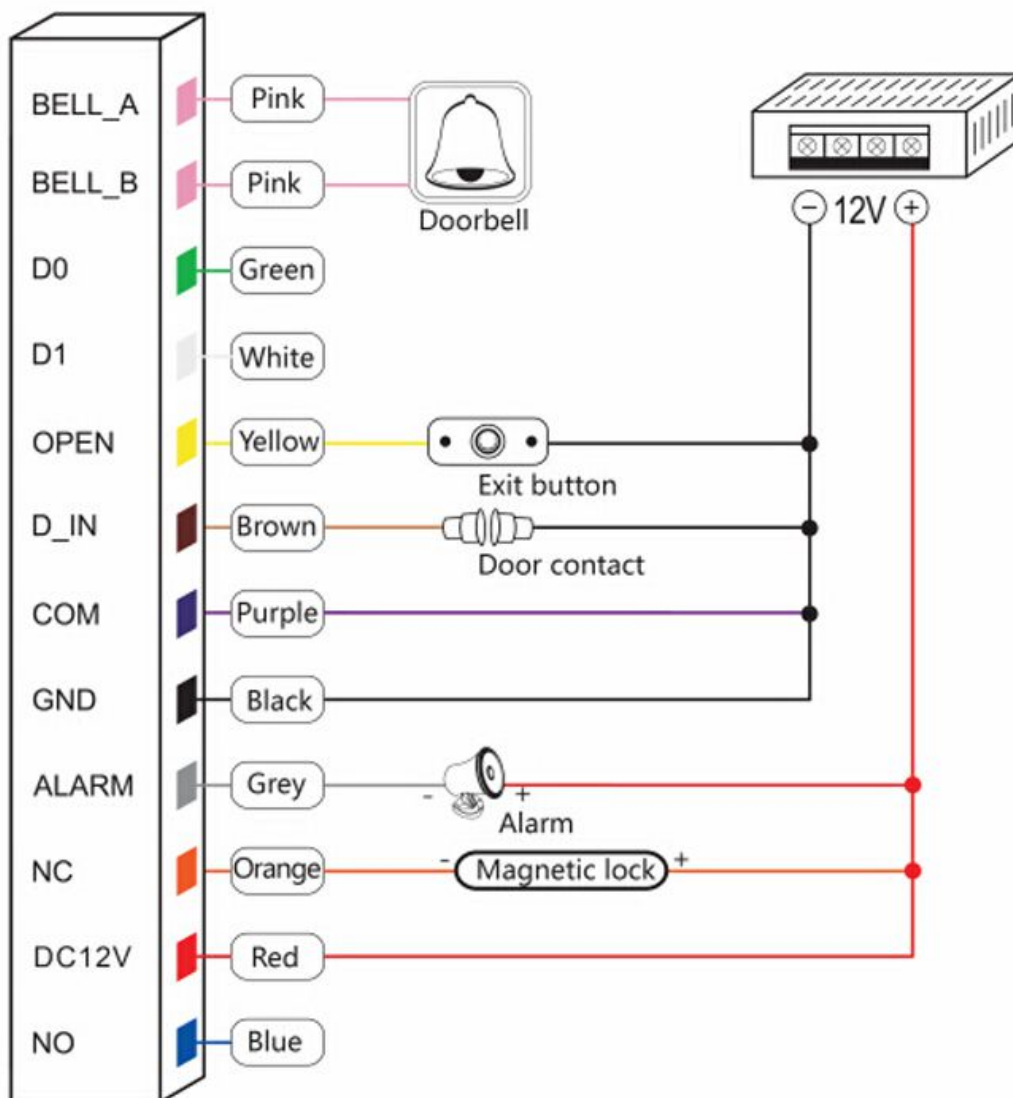 BELL_A
Pink
BELL_B
Pink
Doorbell
− 12V +
D0
Green
D1
White
OPEN
Yellow
Exit button
D_IN
Brown
Door contact
COM
Purple
GND
Black
ALARM
Grey
- +
Alarm
NC
Orange
- Magnetic lock +
DC12V
Red
NO
Blue